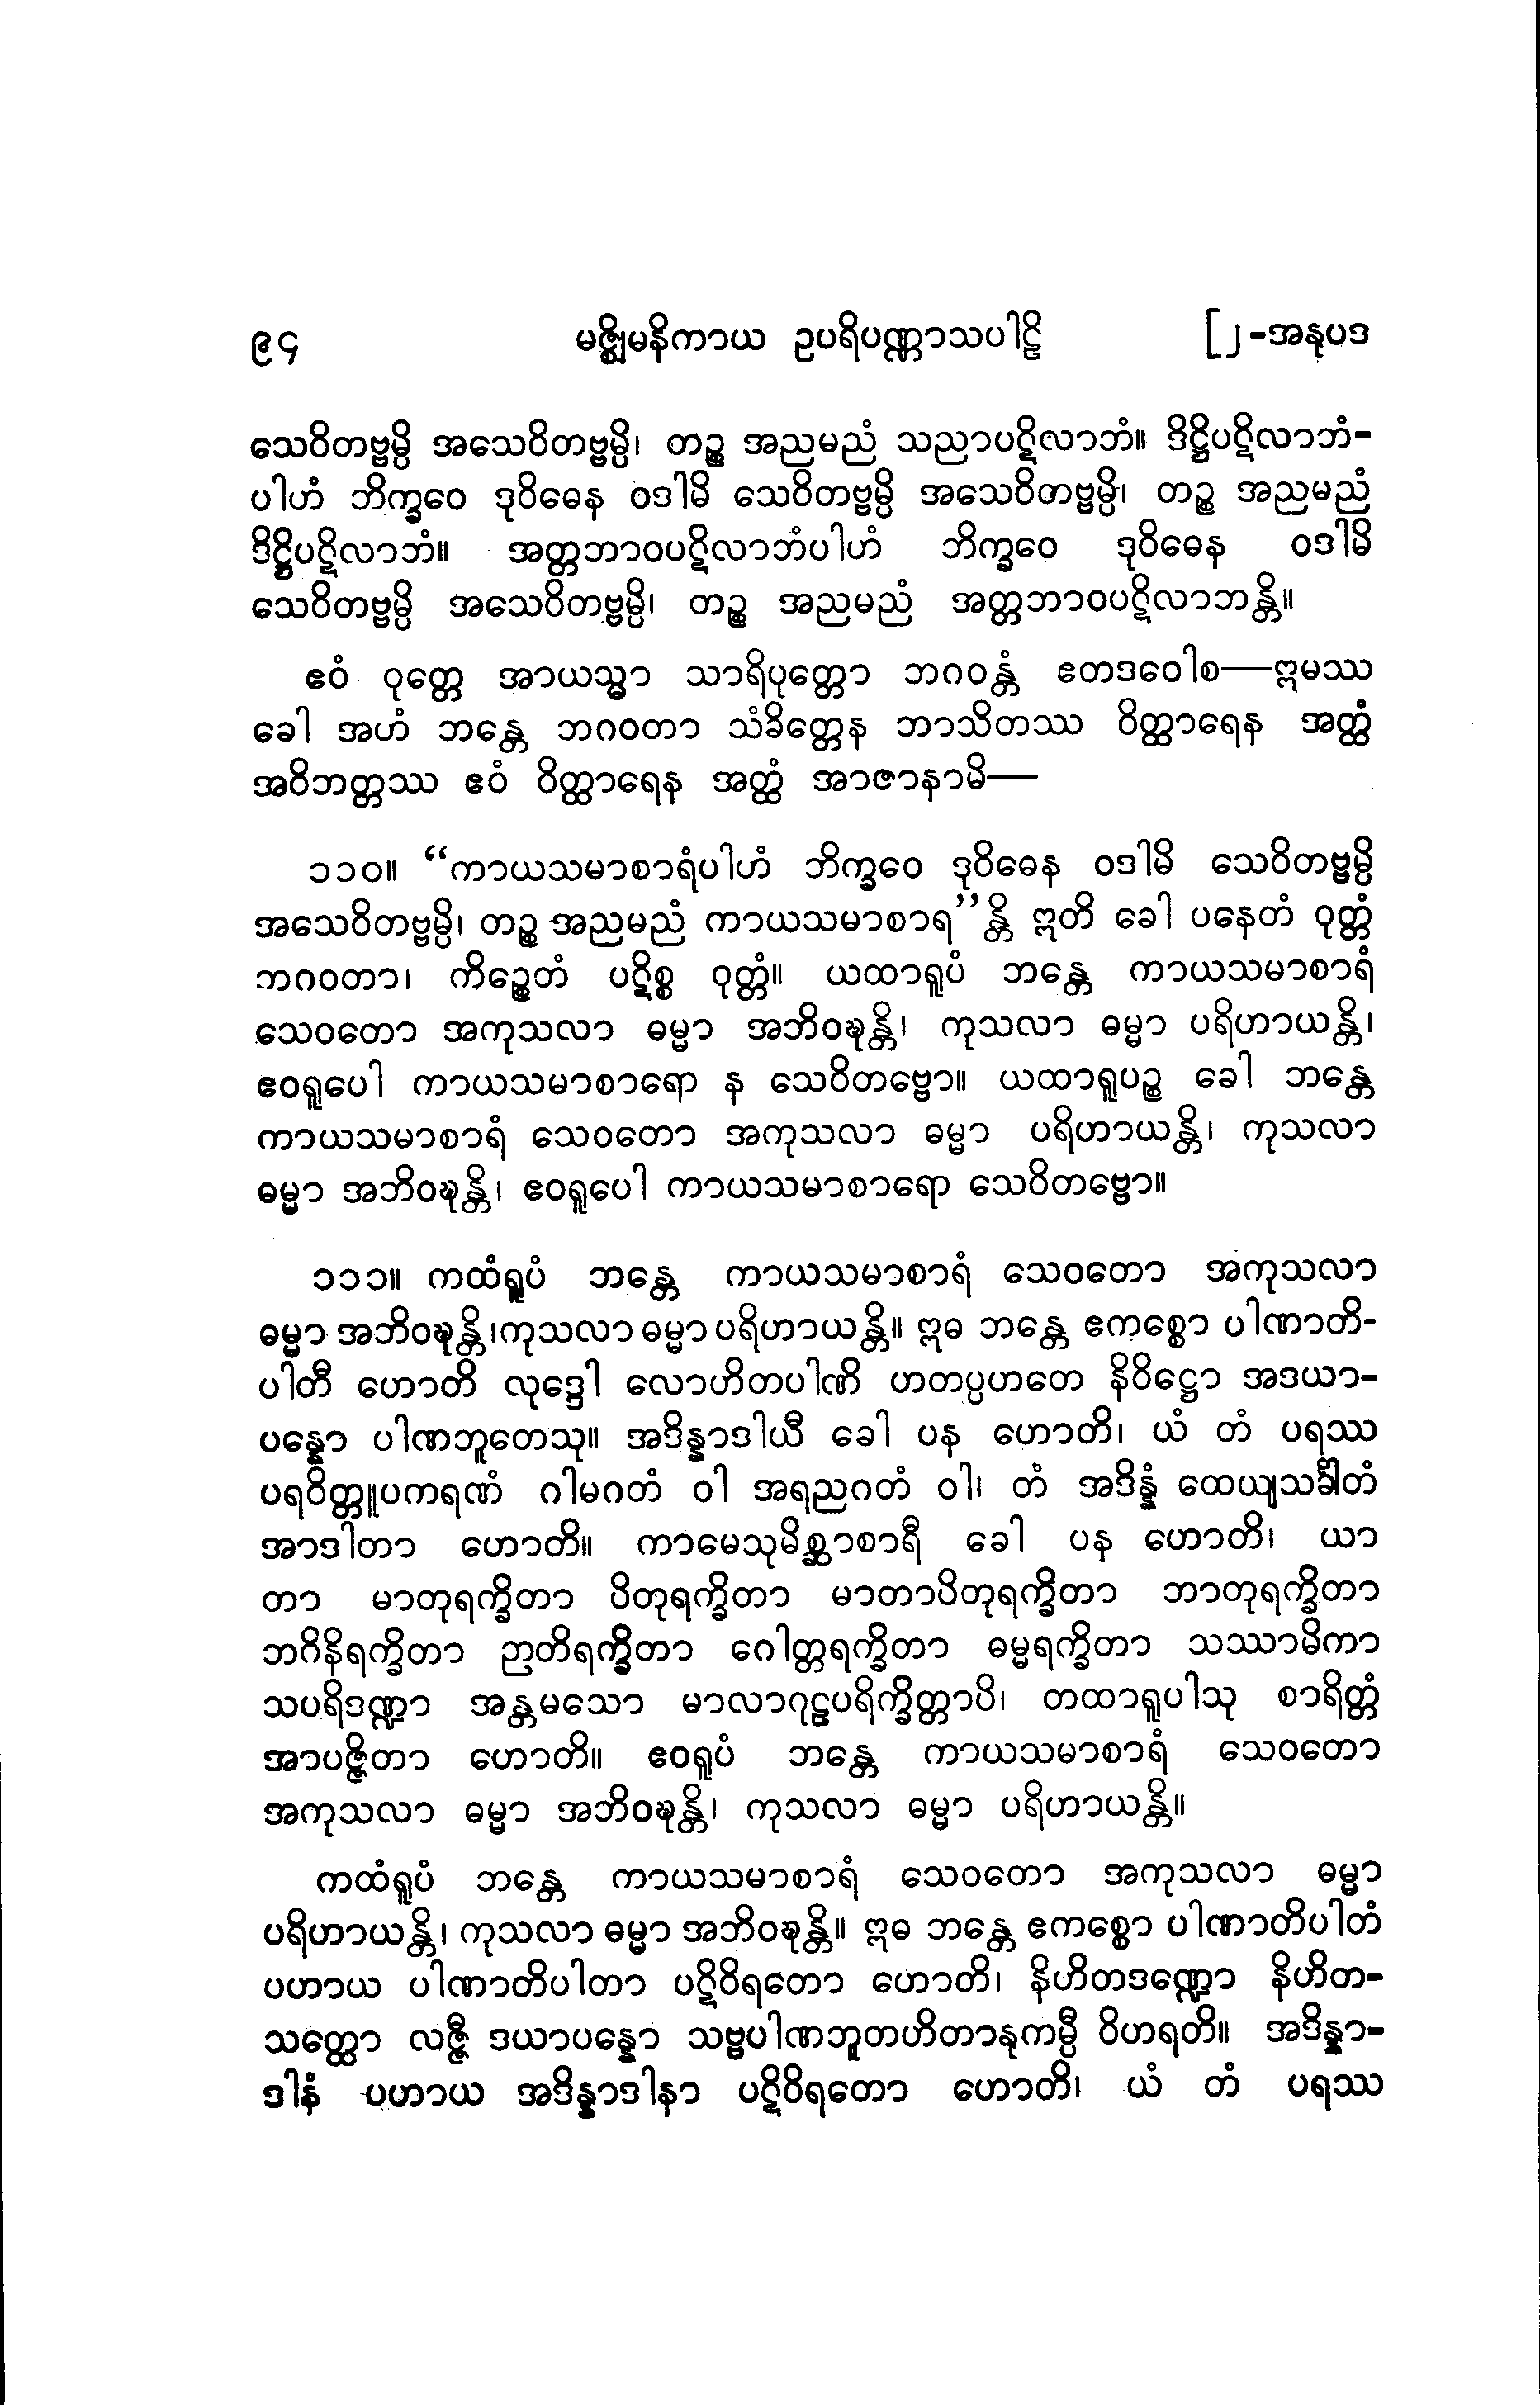 ၉၄ မဇ္ဈိမနိကာယ ဥပရိပဏ္ဏာသပါဠိ [၂-အနုပဒ
သေဝိတဗ္ဗမ္ပိ အသေဝိတဗ္ဗမ္ပိ၊ တဉ္စ အညမညံ သညာပဋိလာဘံ။ ဒိဋ္ဌိပဋိလာဘံ-
ပါဟံ ဘိက္ခဝေ ဒုဝိဓေန ဝဒါမိ သေဝိတဗ္ဗမ္ပိ အသေဝိတဗ္ဗမ္ပိ၊ တဉ္စ အညမညံ
ဒိဋ္ဌိပဋိလာဘံ။ အတ္တဘာဝပဋိလာဘံပါဟံ ဘိက္ခဝေ ဒုဝိဓေန ဝဒါမိ
သေဝိတဗ္ဗမ္ပိ အသေဝိတဗ္ဗမ္ပိ၊ တဉ္စ အညမညံ အတ္တဘာဝပဋိလာဘန္တိ။
ဧဝံ ဝုတ္တေ အာယသ္မာ သာရိပုတ္တော ဘဂဝန္တံ ဧတဒဝေါစ—ဣမဿ
ခေါ အဟံ ဘန္တေ ဘဂဝတာ သံခိတ္တေန ဘာသိတဿ ဝိတ္ထာရေန အတ္ထံ
အဝိဘတ္တဿ ဧဝံ ဝိတ္ထာရေန အတ္ထံ အာဇာနာမိ—
၁၁၀။ “ကာယသမာစာရံပါဟံ ဘိက္ခဝေ ဒုဝိဓေန ဝဒါမိ သေဝိတဗ္ဗမ္ပိ
အသေဝိတဗ္ဗမ္ပိ၊ တဉ္စ အညမညံ ကာယသမာစာရ”န္တိ ဣတိ ခေါ ပနေတံ ဝုတ္တံ
ဘဂဝတာ၊ ကိဉ္စေတံ ပဋိစ္စ ဝုတ္တံ။ ယထာရူပံ ဘန္တေ ကာယသမာစာရံ
သေဝတော အကုသလာ ဓမ္မာ အဘိဝဍ္ဎန္တိ၊ ကုသလာ ဓမ္မာ ပရိဟာယန္တိ၊
ဧဝရူပေါ ကာယသမာစာရော န သေဝိတဗ္ဗော။ ယထာရူပဉ္စ ခေါ ဘန္တေ
ကာယသမာစာရံ သေဝတော အကုသလာ ဓမ္မာ ပရိဟာယန္တိ၊ ကုသလာ
ဓမ္မာ အဘိဝဍ္ဎန္တိ၊ ဧဝရူပေါ ကာယသမာစာရော သေဝိတဗ္ဗော။
၁၁၁။ ကထံရူပံ ဘန္တေ ကာယသမာစာရံ သေဝတော အကုသလာ
ဓမ္မာ အဘိဝဍ္ဎန္တိ၊ကုသလာ ဓမ္မာ ပရိဟာယန္တိ။ ဣဓ ဘန္တေ ဧကစ္စော ပါဏာတိ-
ပါတီ ဟောတိ လုဒ္ဒေါ လောဟိတပါဏိ ဟတပ္ပဟတေ နိဝိဋ္ဌော အဒယာ-
ပန္နော ပါဏဘူတေသု။ အဒိန္နာဒါယီ ခေါ ပန ဟောတိ၊ ယံ တံ ပရဿ
ပရဝိတ္တူပကရဏံ ဂါမဂတံ ဝါ အရညဂတံ ဝါ၊ တံ အဒိန္နံ ထေယျသင်္ခါတံ
အာဒါတာ ဟောတိ။ ကာမေသုမိစ္ဆာစာရီ ခေါ ပန ဟောတိ၊ ယာ
တာ မာတုရက္ခိတာ ပိတုရက္ခိတာ မာတာပိတုရက္ခိတာ ဘာတုရက္ခိတာ
ဘဂိနိရက္ခိတာ ဉာတိရက္ခိတာ ဂေါတ္တရက္ခိတာ ဓမ္မရက္ခိတာ သဿာမိကာ
သပရိဒဏ္ဍာ အန္တမသော မာလာဂုဠပရိက္ခိတ္တာပိ၊ တထာရူပါသု စာရိတ္တံ
အာပဇ္ဇိတာ ဟောတိ။ ဧဝရူပံ ဘန္တေ ကာယသမာစာရံ သေဝတော
အကုသလာ ဓမ္မာ အဘိဝဍ္ဎန္တိ၊ ကုသလာ ဓမ္မာ ပရိဟာယန္တိ။
ကထံရူပံ ဘန္တေ ကာယသမာစာရံ သေဝတော အကုသလာ ဓမ္မာ
ပရိဟာယန္တိ၊ ကုသလာ ဓမ္မာ အဘိဝဍ္ဎန္တိ။ ဣဓ ဘန္တေ ဧကစ္စော ပါဏာတိပါတံ
ပဟာယ ပါဏာတိပါတာ ပဋိဝိရတော ဟောတိ၊ နိဟိတဒဏ္ဍော နိဟိတ-
သတ္ထော လဇ္ဇီ ဒယာပန္နော သဗ္ဗပါဏဘူတဟိတာနုကမ္ပီ ဝိဟရတိ။ အဒိန္နာ-
ဒါနံ ပဟာယ အဒိန္နာဒါနာ ပဋိဝိရတော ဟောတိ၊ ယံ တံ ပရဿ